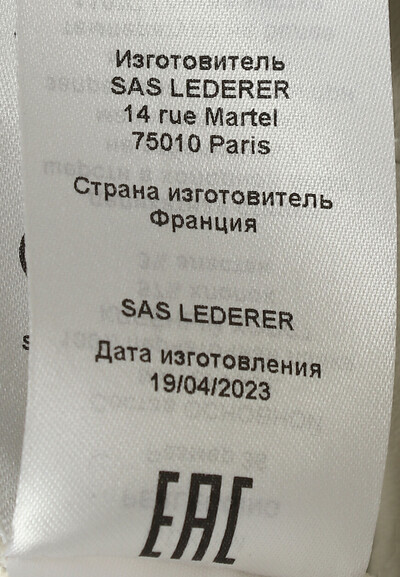 Изготовитель
SAS LEDERER
14 rue Martel
75010 Paris
Страна изготовитель
Франция
SAS LEDERER
Дата изготовления
19/04/2023
EAC